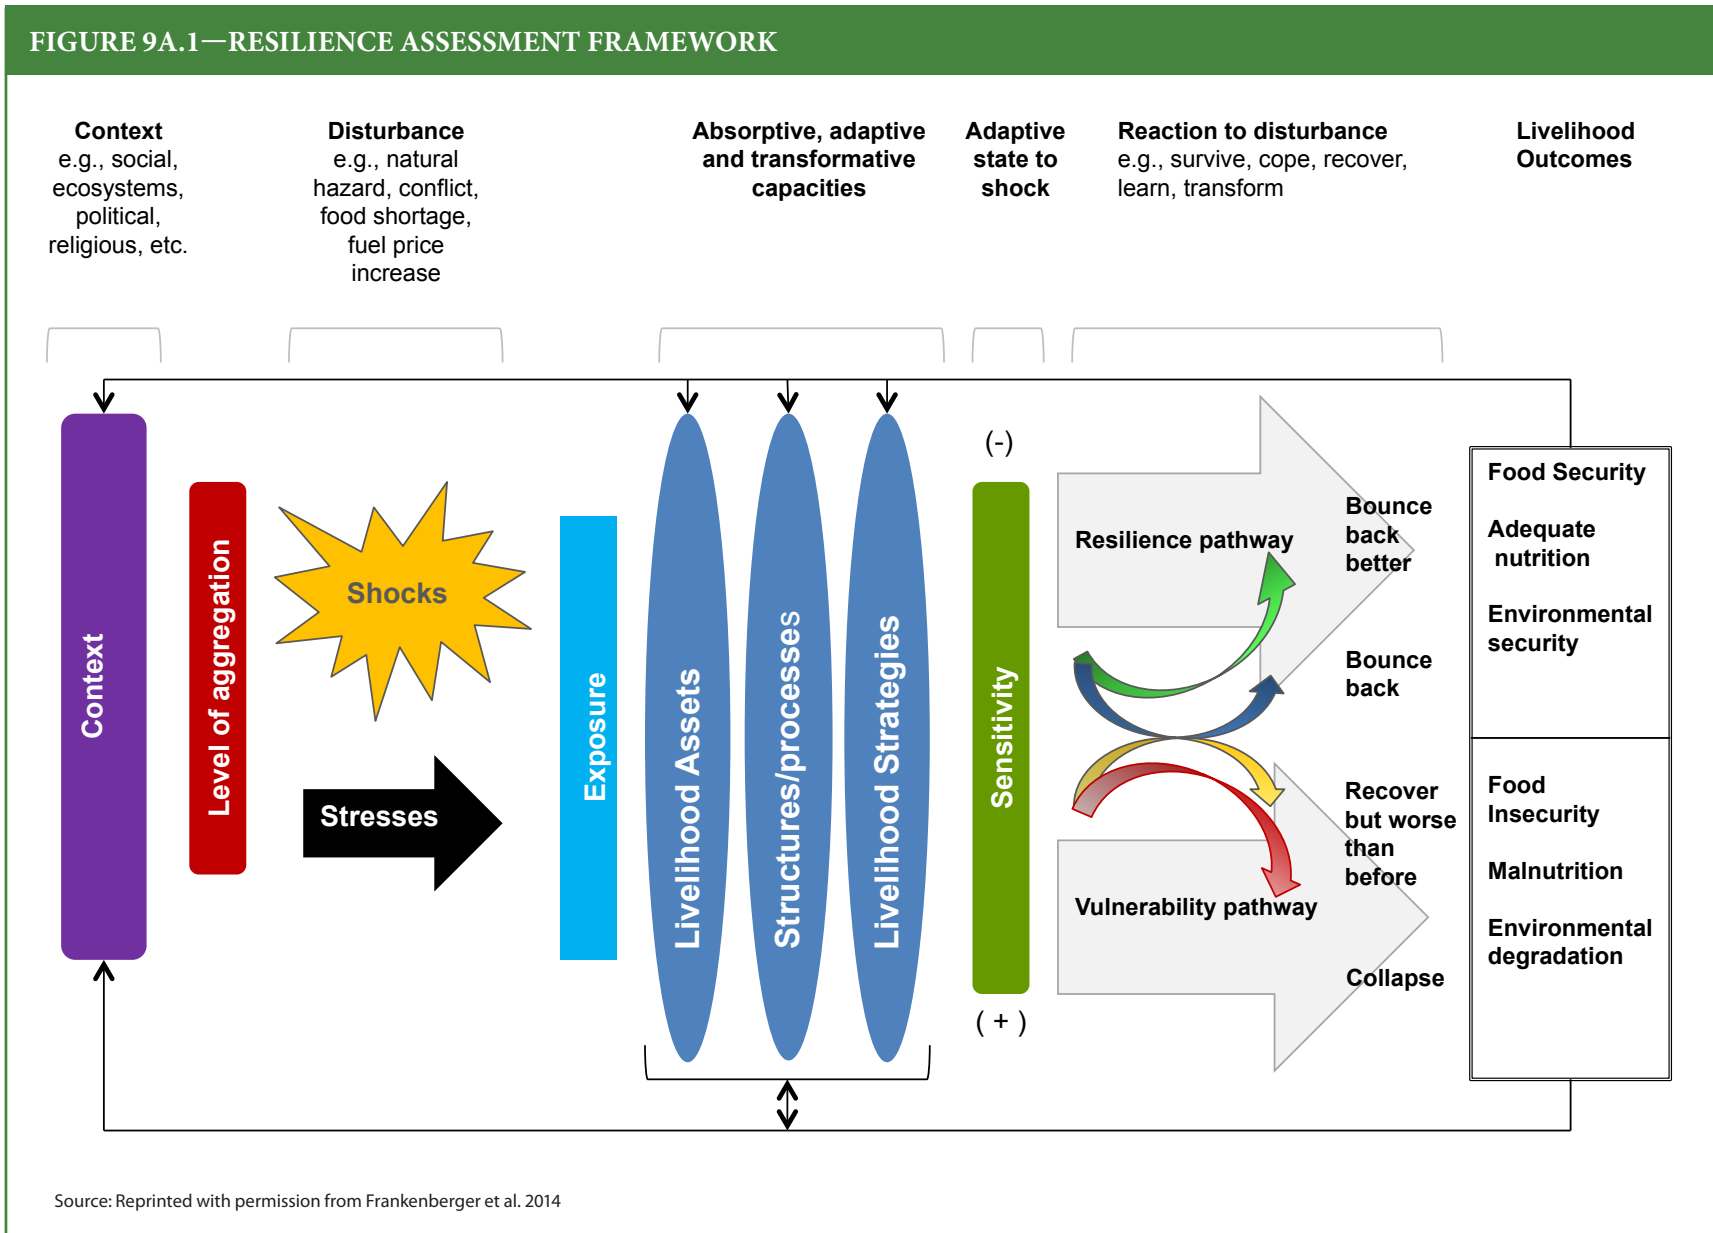 FIGURE 9A.1—RESILIENCE ASSESSMENT FRAMEWORK
Context
e.g., social,
ecosystems,
political,
religious, etc.
Disturbance
e.g., natural
hazard, conflict,
food shortage,
fuel price
increase
Absorptive, adaptive
and transformative
capacities
Adaptive
state to
shock
Reaction to disturbance
e.g., survive, cope, recover,
learn, transform
Livelihood
Outcomes
Context
Level of aggregation
Shocks
Stresses
Exposure
Livelihood Assets
Structures/processes
Livelihood Strategies
(-)
Sensitivity
( + )
Resilience pathway
Bounce
back
better
Bounce
back
Recover
but worse
than
before
Vulnerability pathway
Collapse
Food Security
Adequate
nutrition
Environmental
security
Food
Insecurity
Malnutrition
Environmental
degradation
Source: Reprinted with permission from Frankenberger et al. 2014